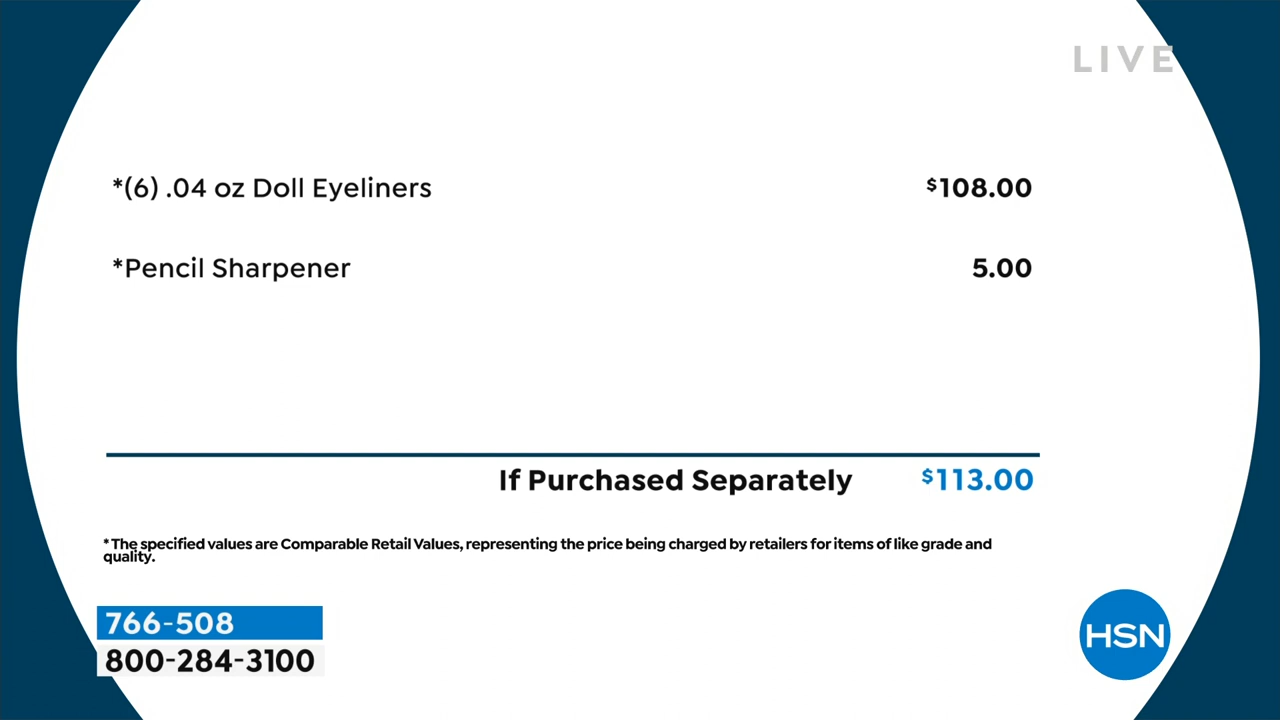 LIVE
*(6) .04 oz Doll Eyeliners $108.00
*Pencil Sharpener 5.00
If Purchased Separately $113.00
*The specified values are Comparable Retail Values, representing the price being charged by retailers for items of like grade and
quality.
766-508
800-284-3100
HSN